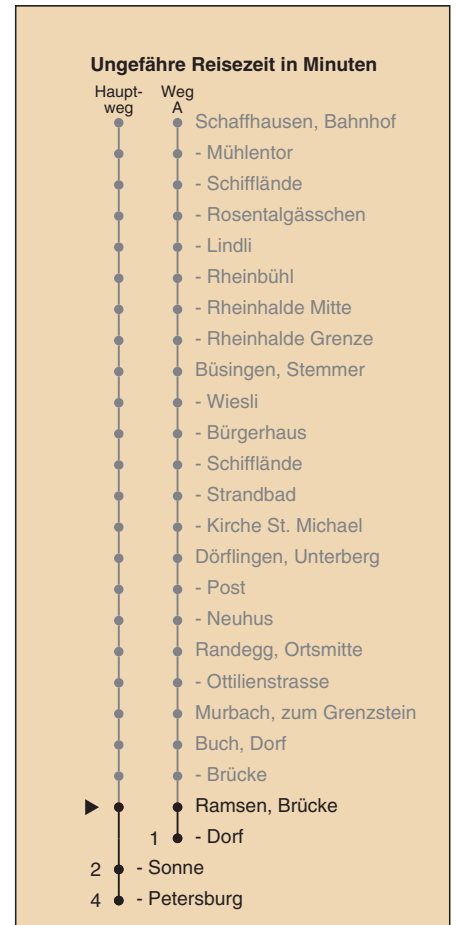 Ungefähre Reisezeit in Minuten
Haupt- Weg
weg A
Schaffhausen, Bahnhof
- Mühlentor
- Schifflände
- Rosentalgässchen
- Lindli
- Rheinbühl
- Rheinhalde Mitte
- Rheinhalde Grenze
Büsingen, Stemmer
- Wiesli
- Bürgerhaus
- Schifflände
- Strandbad
- Kirche St. Michael
Dörflingen, Unterberg
- Post
- Neuhus
Randegg, Ortsmitte
- Ottilienstrasse
Murbach, zum Grenzstein
Buch, Dorf
- Brücke
Ramsen, Brücke
1 - Dorf
2 - Sonne
4 - Petersburg